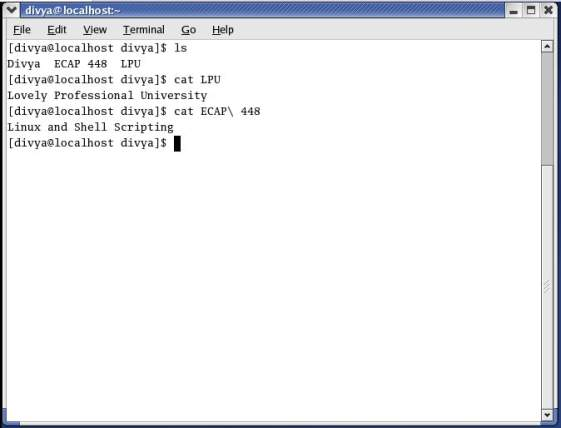 divya@localhost:~
File Edit View Terminal Go Help
[divya@localhost divya]$ ls
Divya  ECAP 448  LPU
[divya@localhost divya]$ cat LPU
Lovely Professional University
[divya@localhost divya]$ cat ECAP\ 448
Linux and Shell Scripting
[divya@localhost divya]$